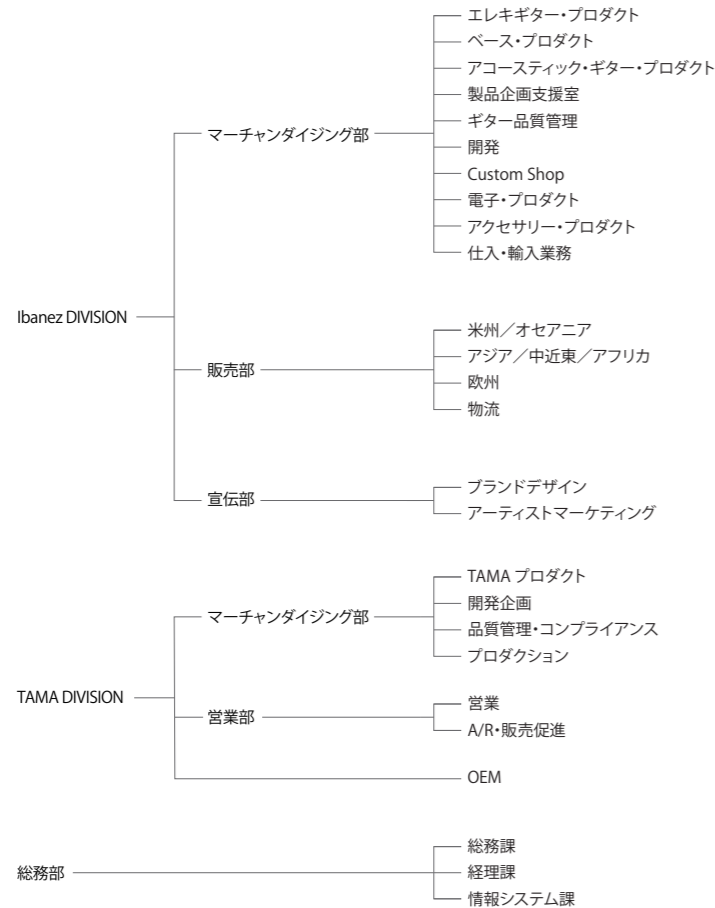 Ibanez DIVISION
マーチャンダイジング部
エレキギター・プロダクト
ベース・プロダクト
アコースティック・ギター・プロダクト
製品企画支援室
ギター品質管理
開発
Custom Shop
電子・プロダクト
アクセサリー・プロダクト
仕入・輸入業務
販売部
米州／オセアニア
アジア／中近東／アフリカ
欧州
物流
宣伝部
ブランドデザイン
アーティストマーケティング
TAMA DIVISION
マーチャンダイジング部
TAMA プロダクト
開発企画
品質管理・コンプライアンス
プロダクション
営業部
営業
A/R・販売促進
OEM
総務部
総務課
経理課
情報システム課